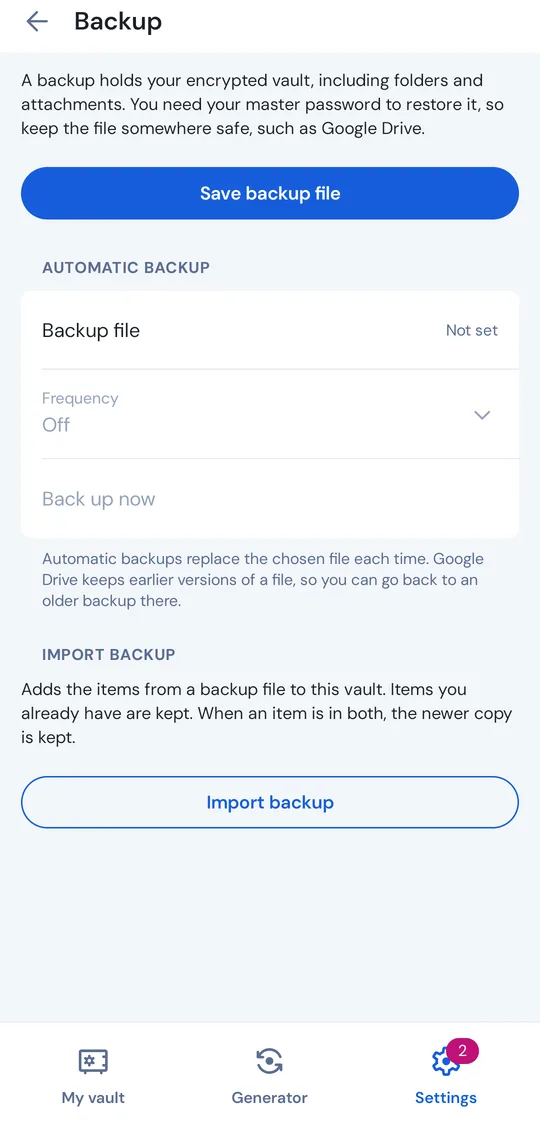 Backup
A backup holds your encrypted vault, including folders and
attachments. You need your master password to restore it, so
keep the file somewhere safe, such as Google Drive.
Save backup file
AUTOMATIC BACKUP
Backup file
Not set
Frequency
Off
Back up now
Automatic backups replace the chosen file each time. Google
Drive keeps earlier versions of a file, so you can go back to an
older backup there.
IMPORT BACKUP
Adds the items from a backup file to this vault. Items you
already have are kept. When an item is in both, the newer copy
is kept.
Import backup
2
My vault
Generator
Settings